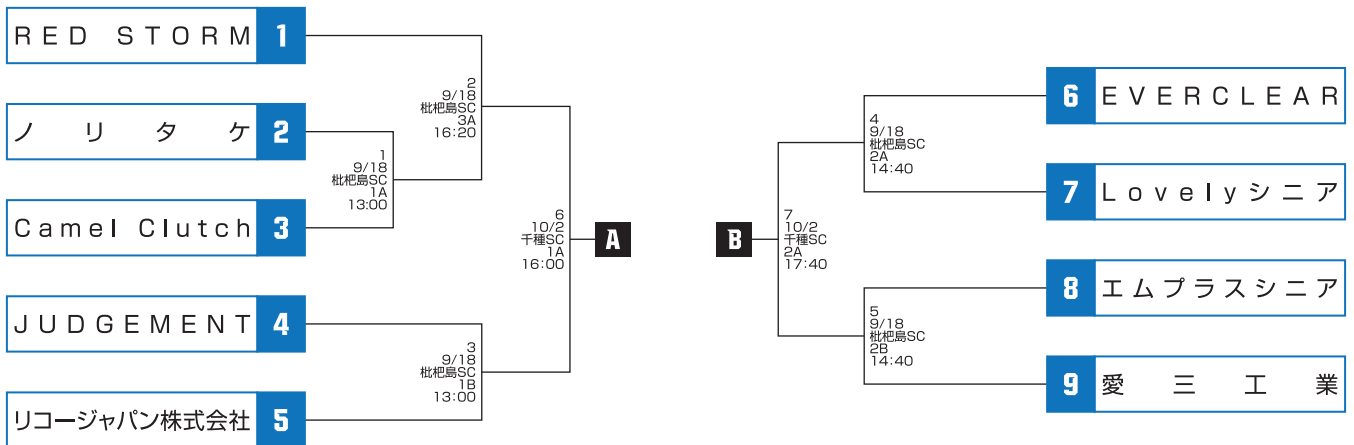 RED STORM 1
ノリタケ 2
Camel Clutch 3
JUDGEMENT 4
リコージャパン株式会社 5
1
9/18
枇杷島SC
1A
13:00
2
9/18
枇杷島SC
3A
16:20
3
9/18
枇杷島SC
1B
13:00
6
10/2
千種SC
1A
16:00
A
B
7
10/2
千種SC
2A
17:40
4
9/18
枇杷島SC
2A
14:40
5
9/18
枇杷島SC
2B
14:40
6 EVERCLEAR
7 Lovelyシニア
8 エムプラスシニア
9 愛三工業